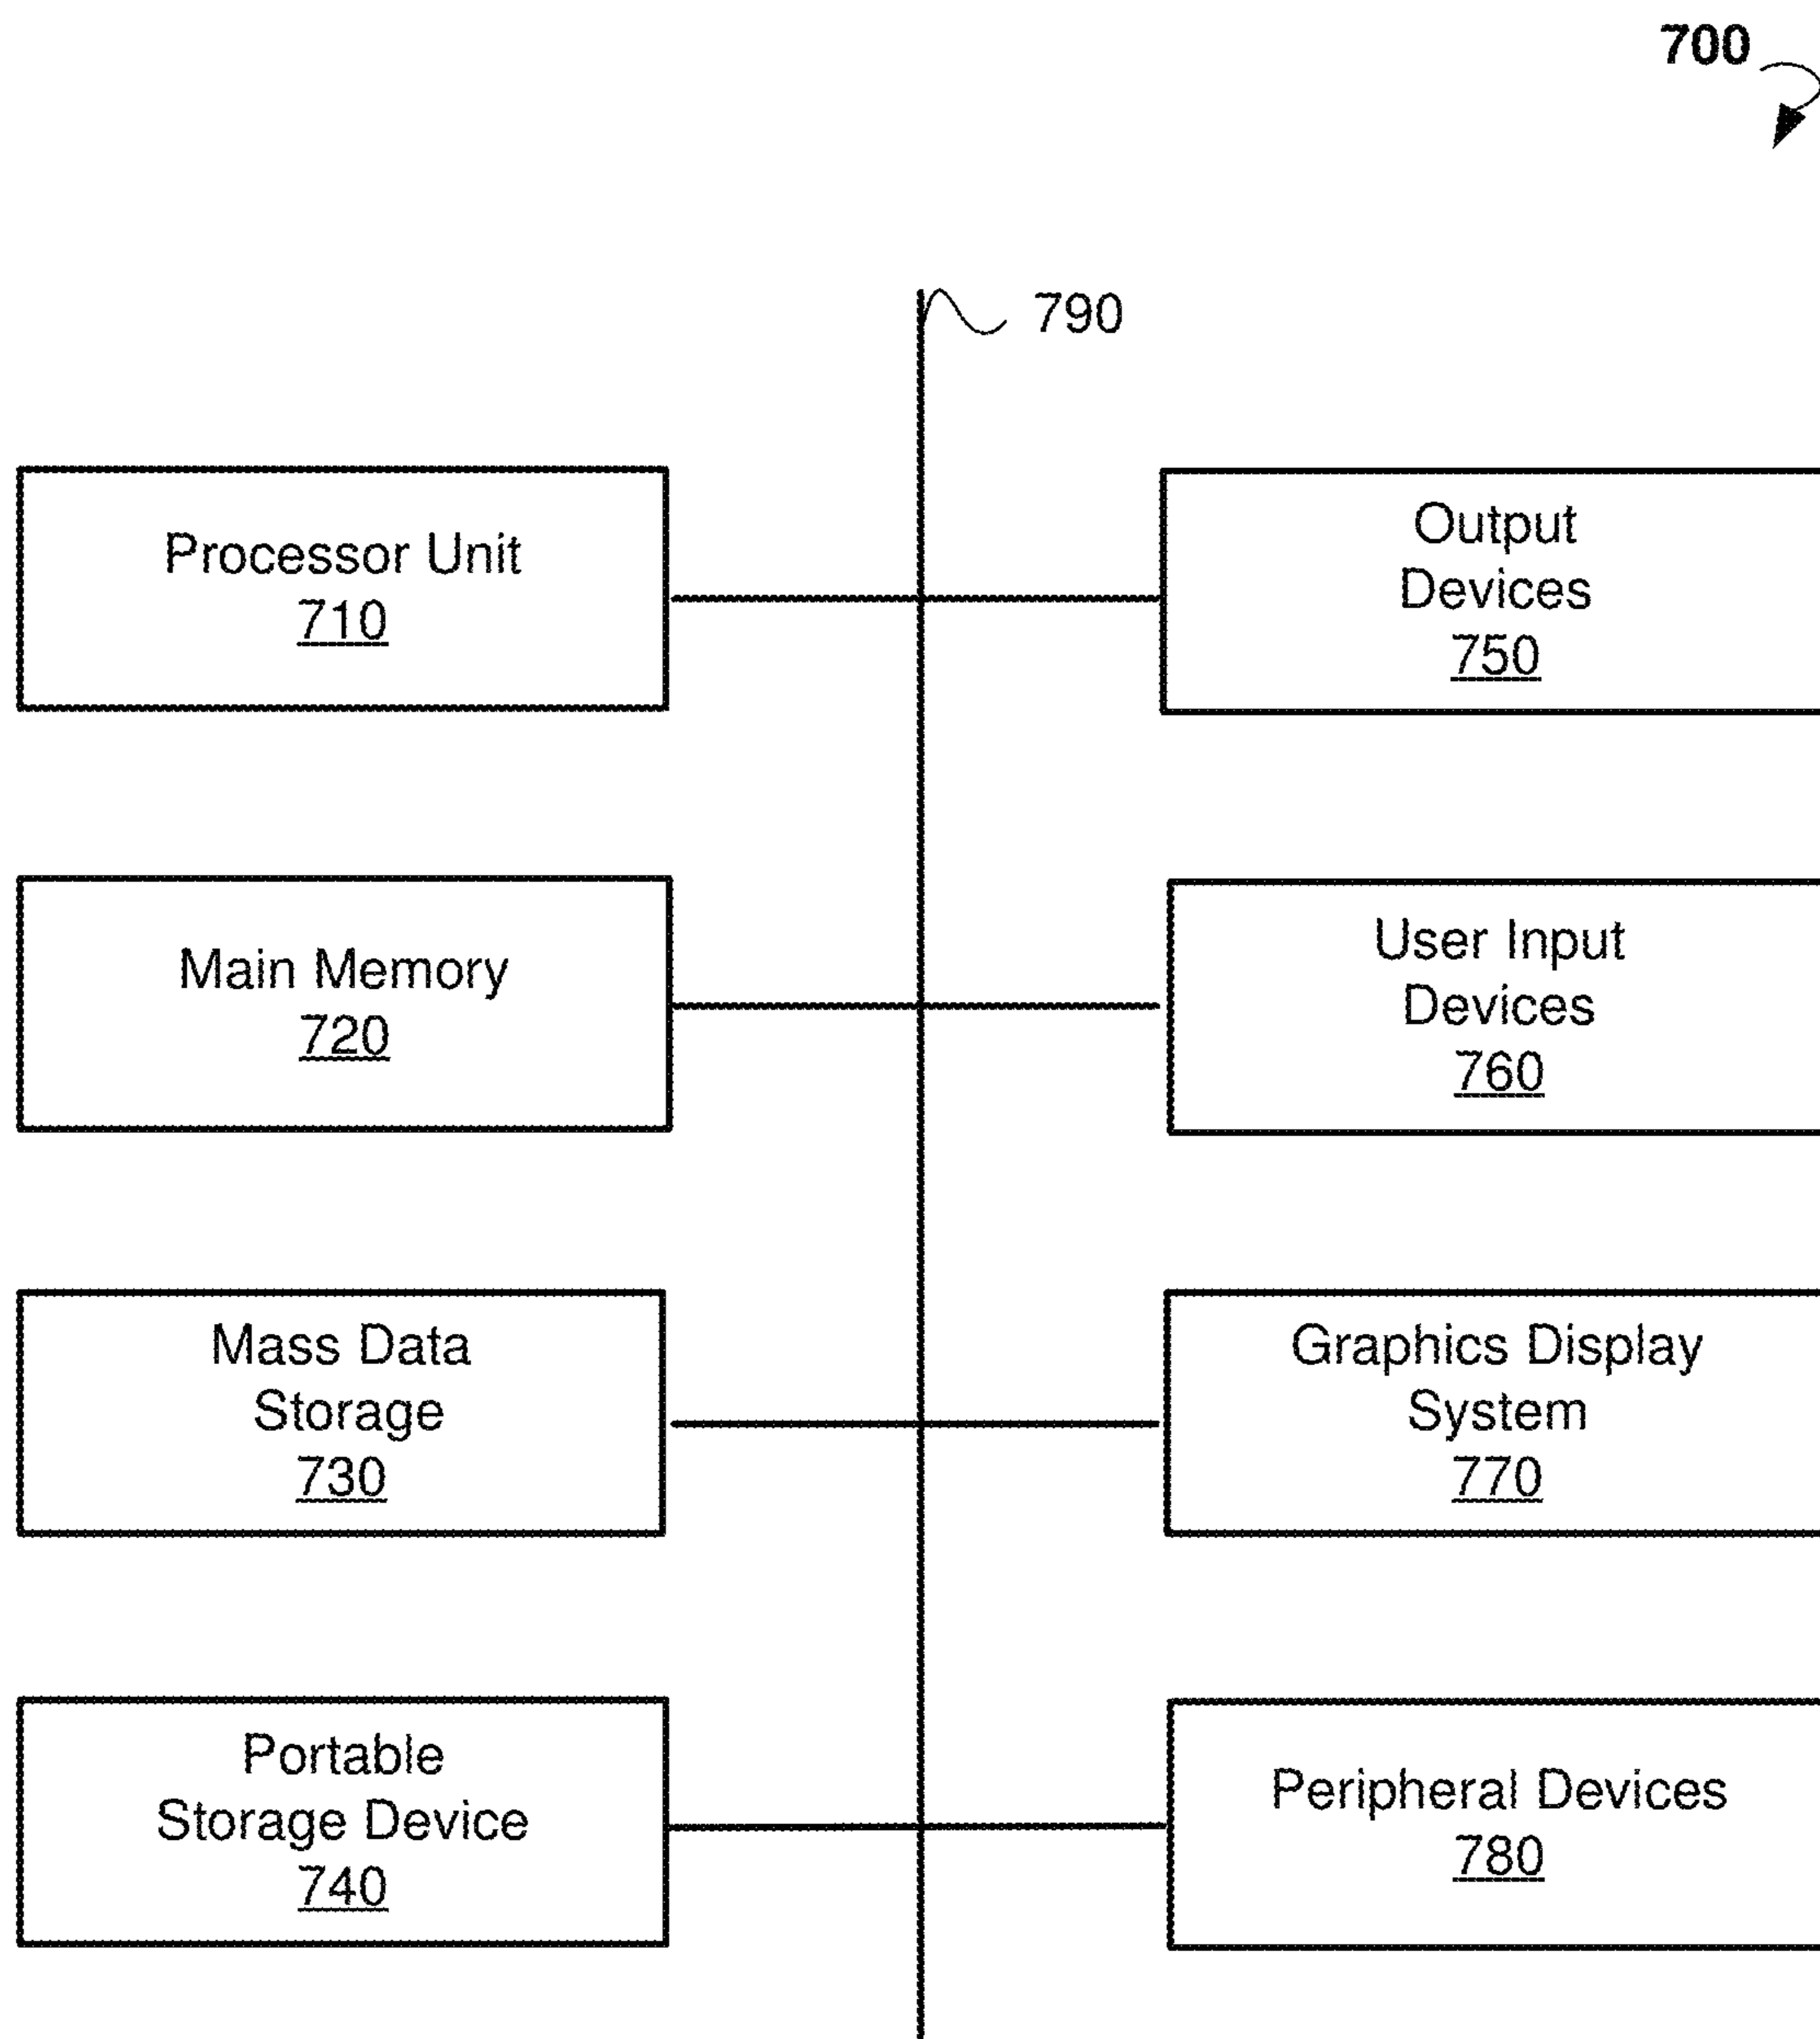 700
790
Processor Unit
710
Output
Devices
750
Main Memory
720
User Input
Devices
760
Mass Data
Storage
730
Graphics Display
System
770
Portable
Storage Device
740
Peripheral Devices
780